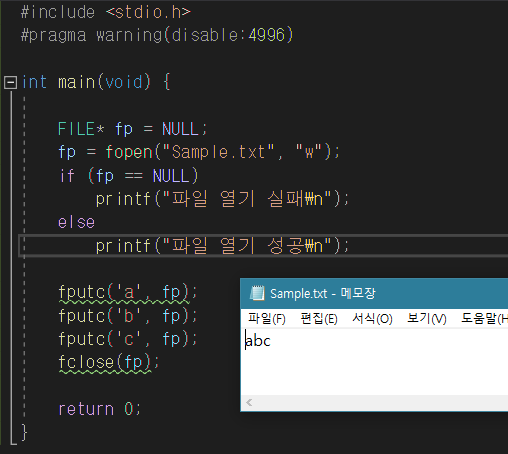 #include <stdio.h>
#pragma warning(disable:4996)
int main(void) {
FILE* fp = NULL;
fp = fopen("Sample.txt", "w");
if (fp == NULL)
printf("파일 열기 실패₩n");
else
printf("파일 열기 성공₩n");
fputc('a', fp);
fputc('b', fp);
fputc('c', fp);
fclose(fp);
return 0;
}
Sample.txt - 메모장
파일(F) 편집(E) 서식(O) 보기(V) 도움말(H
abc